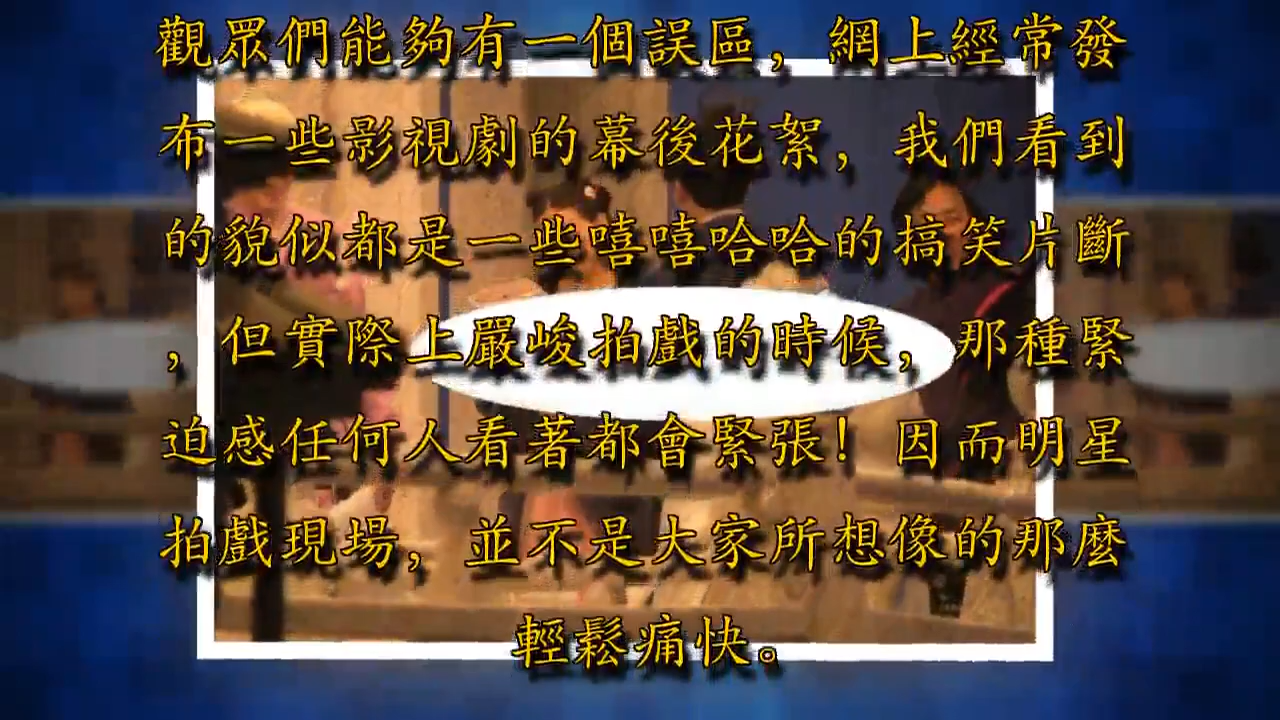 觀眾們能夠有一個誤區，網上經常發
布一些影視劇的幕後花絮，我們看到
的貌似都是一些嘻嘻哈哈的搞笑片斷
，但實際上嚴峻拍戲的時候，那種緊
迫感任何人看著都會緊張！因而明星
拍戲現場，並不是大家所想像的那麼
輕鬆痛快。